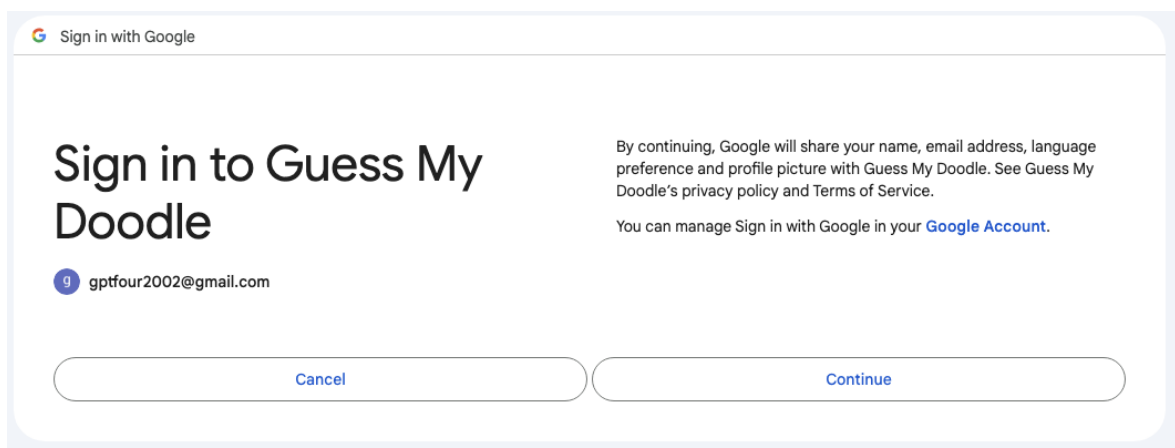 Sign in with Google
Sign in to Guess My
Doodle
g gptfour2002@gmail.com
By continuing, Google will share your name, email address, language
preference and profile picture with Guess My Doodle. See Guess My
Doodle’s privacy policy and Terms of Service.
You can manage Sign in with Google in your Google Account.
Cancel
Continue